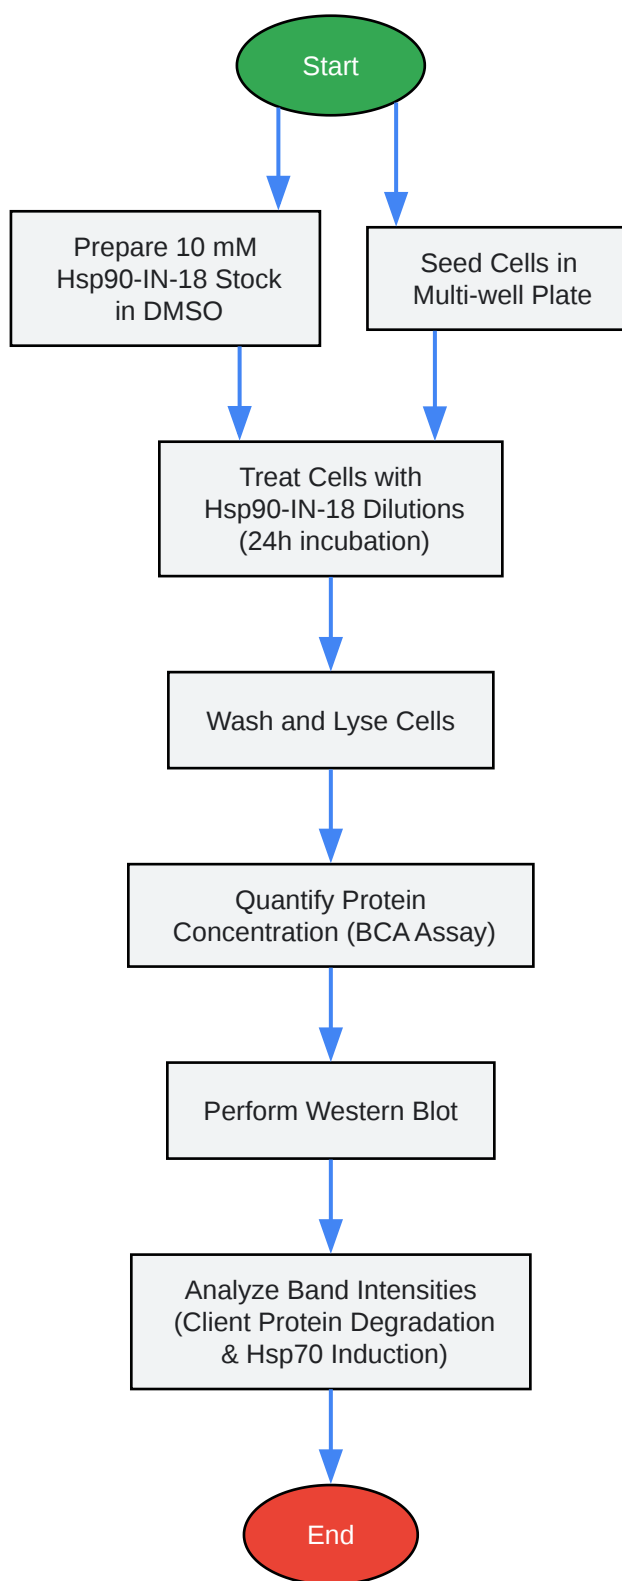 Start
Prepare 10 mM
Hsp90-IN-18 Stock
in DMSO
Seed Cells in
Multi-well Plate
Treat Cells with
Hsp90-IN-18 Dilutions
(24h incubation)
Wash and Lyse Cells
Quantify Protein
Concentration (BCA Assay)
Perform Western Blot
Analyze Band Intensities
(Client Protein Degradation
& Hsp70 Induction)
End